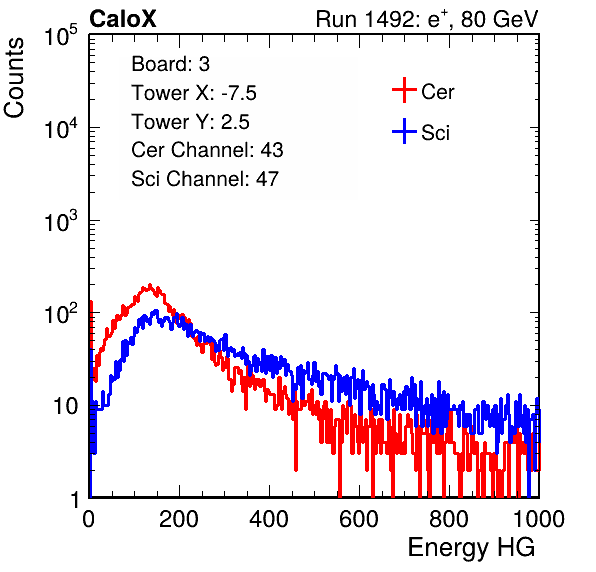 CaloX Run 1492: e⁺, 80 GeV
Board: 3
Tower X: -7.5
Tower Y: 2.5
Cer Channel: 43
Sci Channel: 47
Cer
Sci
Counts
10⁵
10⁴
10³
10²
10
1
0 200 400 600 800 1000
Energy HG